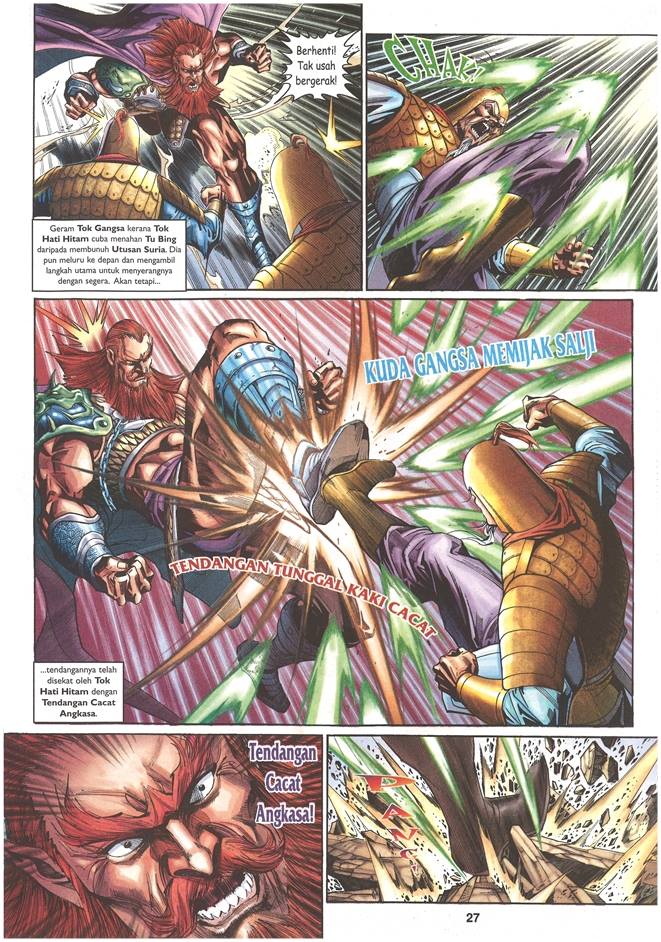 Berhenti!
Tak usah
bergerak!
Geram Tok Gangsa kerana Tok
Hati Hitam cuba menahan Tu Bing
daripada membunuh Utusan Suria. Dia
pun meluru ke depan dan mengambil
langkah utama untuk menyerangnya
dengan segera. Akan tetapi...
CHAK!
KUDA GANGSA MEMIJAK SALJI
TENDANGAN TUNGGAL KAKI CACAT
...tendangannya telah
disekat oleh Tok
Hati Hitam dengan
Tendangan Cacat
Angkasa.
Tendangan
Cacat
Angkasa!
PANG
27